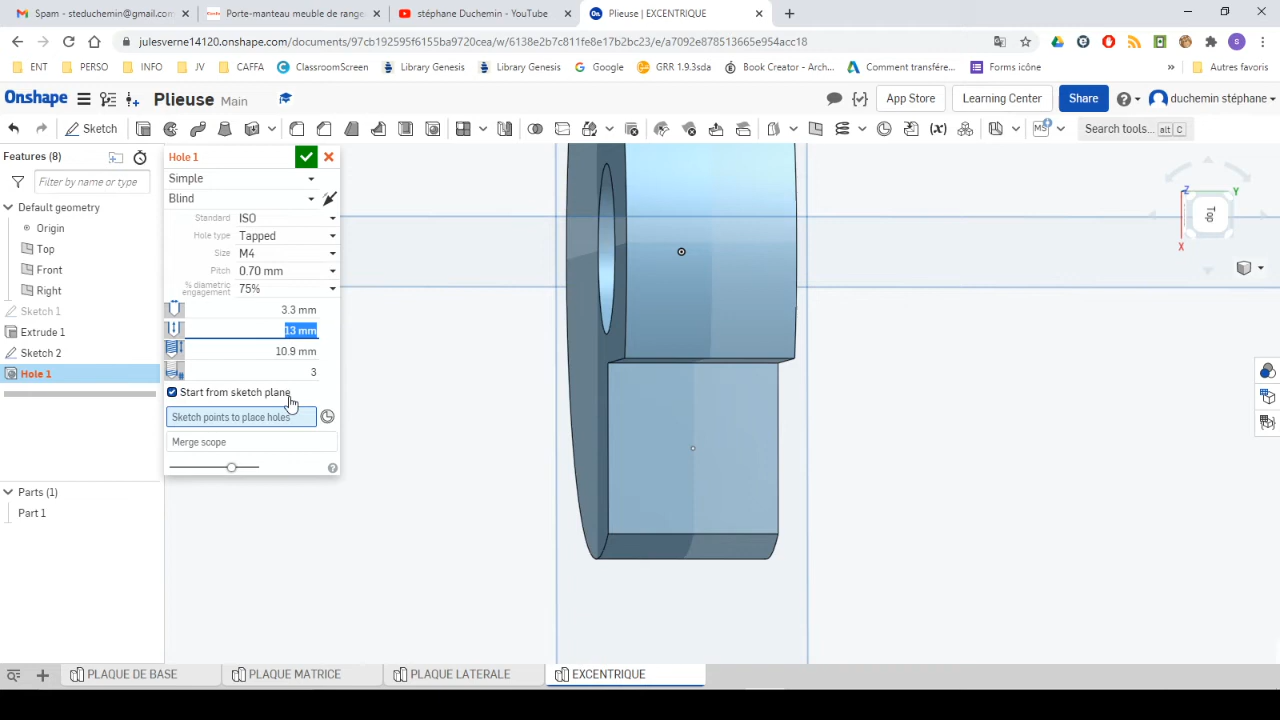 Spam – steduchemin@gmail.com
Porte-manteau meuble de range
stéphane Duchemin - YouTube
Plieuse | EXCENTRIQUE
julesverne14120.onshape.com/documents/97cb192595f6155ba9720cea/w/6138e2b7c811fe8e17b2bc23/e/a7092e878513665e954acc18
ENT PERSO INFO JV CAFFA ClassroomScreen Library Genesis Library Genesis Google GRR 1.9.3sda Book Creator - Arch... Comment transfére... Forms icône » Autres favoris
Onshape Plieuse Main App Store Learning Center Share duchemin stéphane
Sketch Search tools... alt C
Features (8)
Filter by name or type
Default geometry
Origin
Top
Front
Right
Sketch 1
Extrude 1
Sketch 2
Hole 1
Parts (1)
Part 1
Hole 1
Simple
Blind
Standard ISO
Hole type Tapped
Size M4
Pitch 0.70 mm
% diametric engagement 75%
3.3 mm
13 mm
10.9 mm
3
Start from sketch plane
Sketch points to place holes
Merge scope
Z Y
Top
X
PLAQUE DE BASE PLAQUE MATRICE PLAQUE LATERALE EXCENTRIQUE